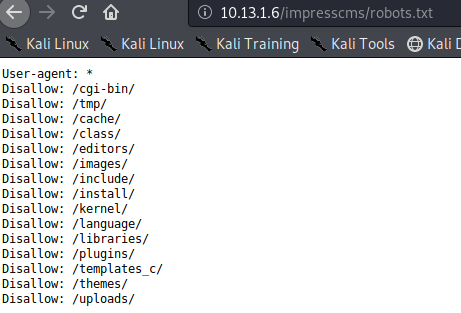 10.13.1.6/impresscms/robots.txt
Kali Linux Kali Linux Kali Training Kali Tools Kali D
User-agent: *
Disallow: /cgi-bin/
Disallow: /tmp/
Disallow: /cache/
Disallow: /class/
Disallow: /editors/
Disallow: /images/
Disallow: /include/
Disallow: /install/
Disallow: /kernel/
Disallow: /language/
Disallow: /libraries/
Disallow: /plugins/
Disallow: /templates_c/
Disallow: /themes/
Disallow: /uploads/